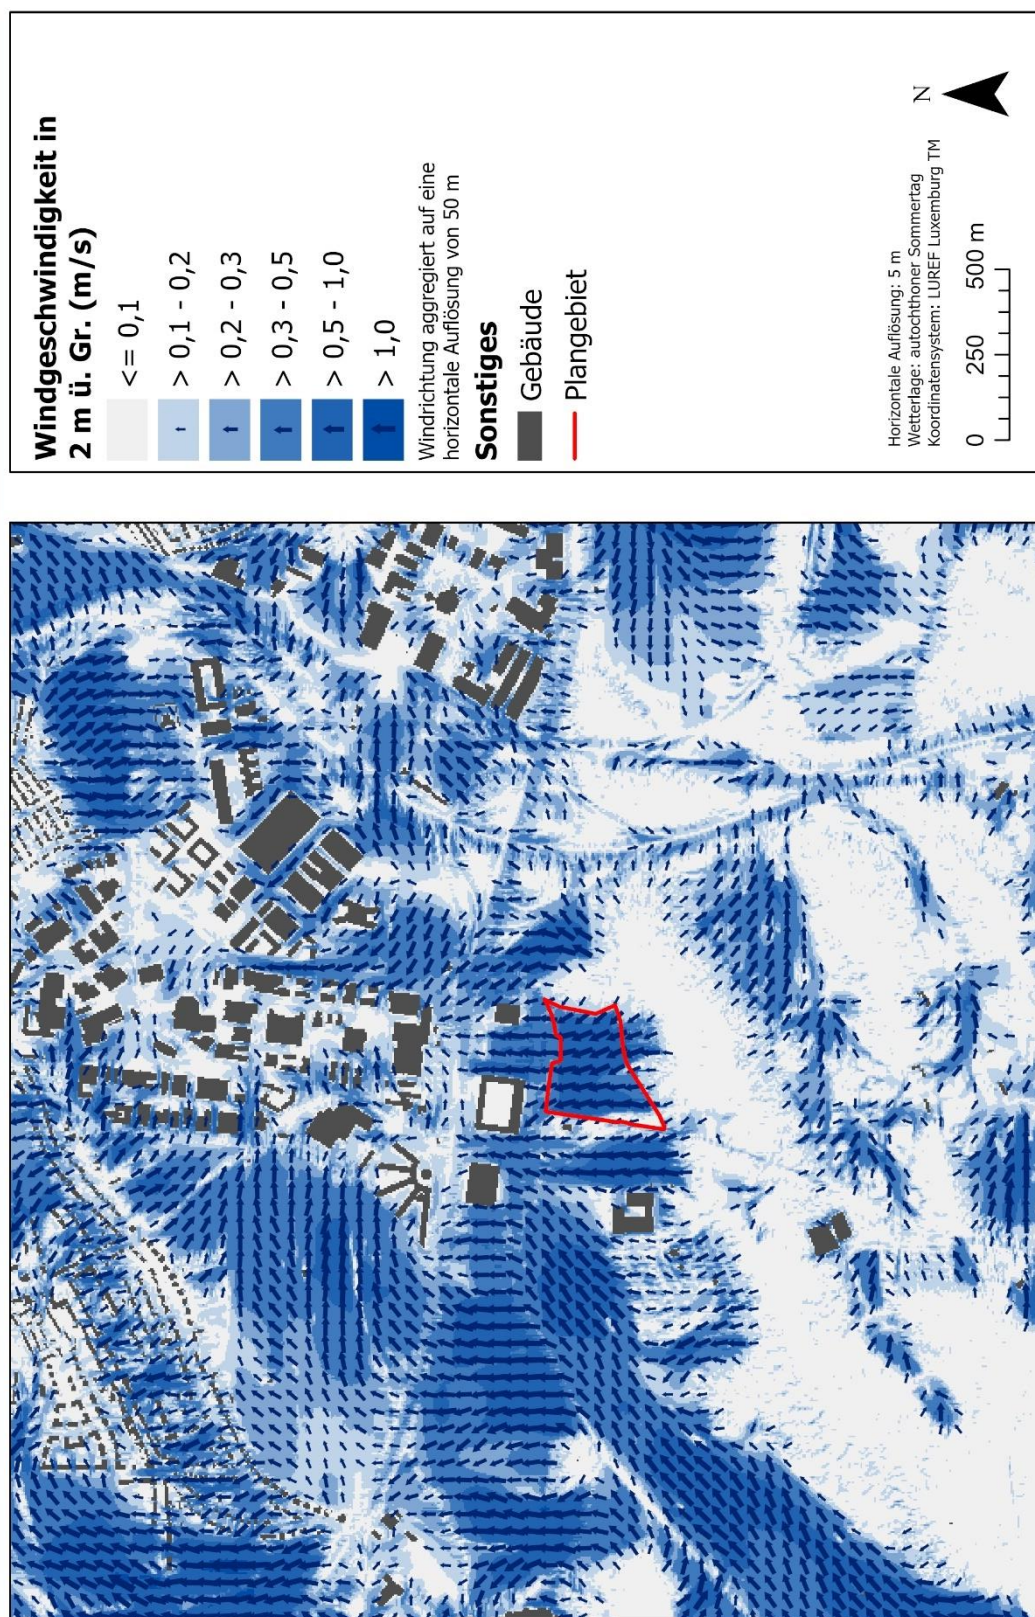 Windgeschwindigkeit in
2 m ü. Gr. (m/s)
<= 0,1
> 0,1 - 0,2
> 0,2 - 0,3
> 0,3 - 0,5
> 0,5 - 1,0
> 1,0
Windrichtung aggregiert auf eine
horizontale Auflösung von 50 m
Sonstiges
Gebäude
Plangebiet
Horizontale Auflösung: 5 m
Wetterlage: autochthoner Sommertag
Koordinatensystem: LUREF Luxemburg TM
0 250 500 m
N